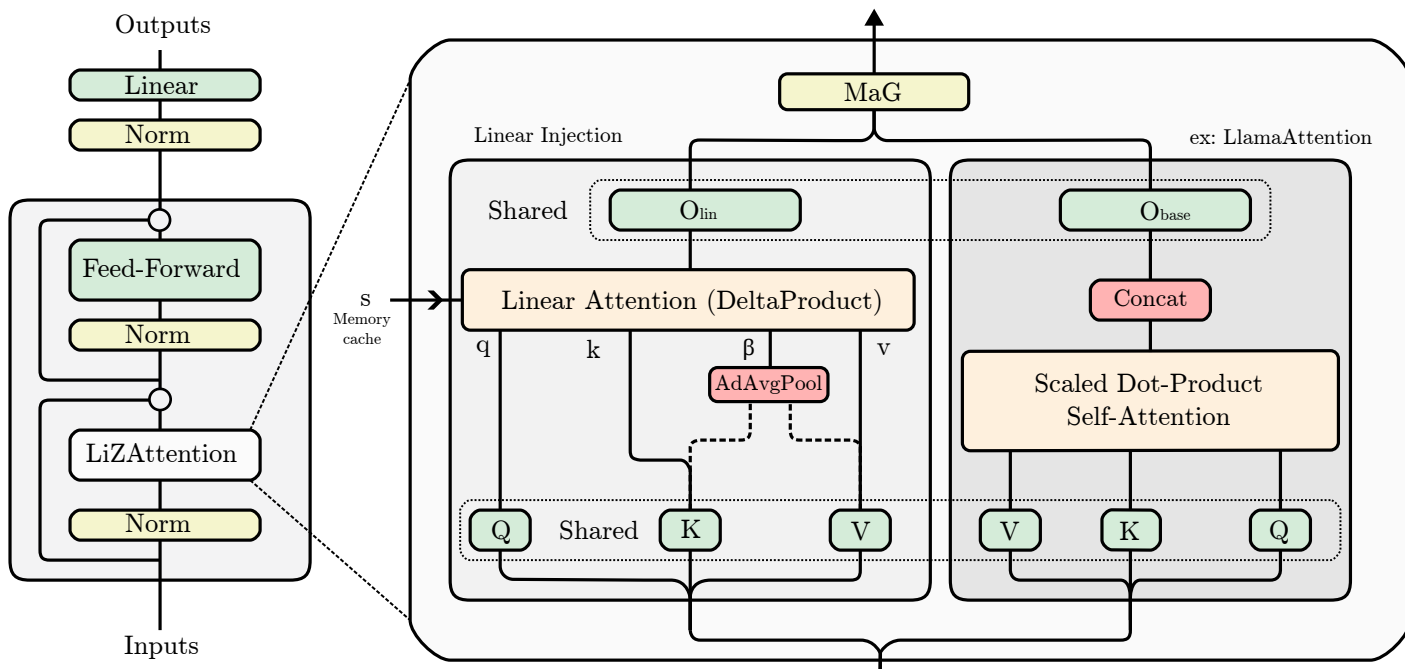 Outputs
Linear
Norm
Feed-Forward
Norm
LiZAttention
Norm
Inputs
MaG
Linear Injection
ex: LlamaAttention
Shared
Olin
Obase
s
Memory
cache
Linear Attention (DeltaProduct)
Concat
q
k
β
v
AdAvgPool
Scaled Dot-Product
Self-Attention
Q
Shared
K
V
V
K
Q